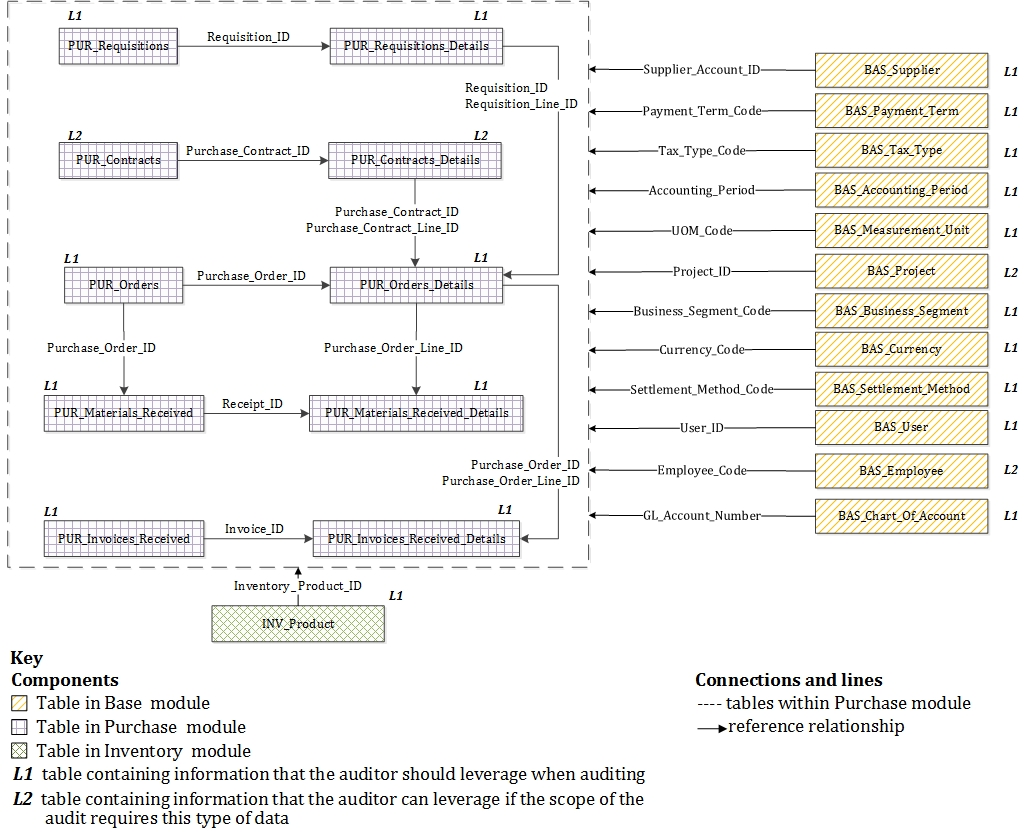 L1
L1
PUR_Requisitions
Requisition_ID
PUR_Requisitions_Details
Requisition_ID
Requisition_Line_ID
L2
L2
PUR_Contracts
Purchase_Contract_ID
PUR_Contracts_Details
Purchase_Contract_ID
Purchase_Contract_Line_ID
L1
L1
PUR_Orders
Purchase_Order_ID
PUR_Orders_Details
Purchase_Order_ID
Purchase_Order_Line_ID
L1
L1
PUR_Materials_Received
Receipt_ID
PUR_Materials_Received_Details
Purchase_Order_ID
Purchase_Order_Line_ID
L1
L1
PUR_Invoices_Received
Invoice_ID
PUR_Invoices_Received_Details
Supplier_Account_ID
BAS_Supplier
L1
Payment_Term_Code
BAS_Payment_Term
L1
Tax_Type_Code
BAS_Tax_Type
L1
Accounting_Period
BAS_Accounting_Period
L1
UOM_Code
BAS_Measurement_Unit
L1
Project_ID
BAS_Project
L2
Business_Segment_Code
BAS_Business_Segment
L1
Currency_Code
BAS_Currency
L1
Settlement_Method_Code
BAS_Settlement_Method
L1
User_ID
BAS_User
L1
Employee_Code
BAS_Employee
L2
GL_Account_Number
BAS_Chart_Of_Account
L1
Inventory_Product_ID
L1
INV_Product
Key
Components
Table in Base module
Table in Purchase module
Table in Inventory module
L1 table containing information that the auditor should leverage when auditing
L2 table containing information that the auditor can leverage if the scope of the
audit requires this type of data
Connections and lines
---- tables within Purchase module
reference relationship